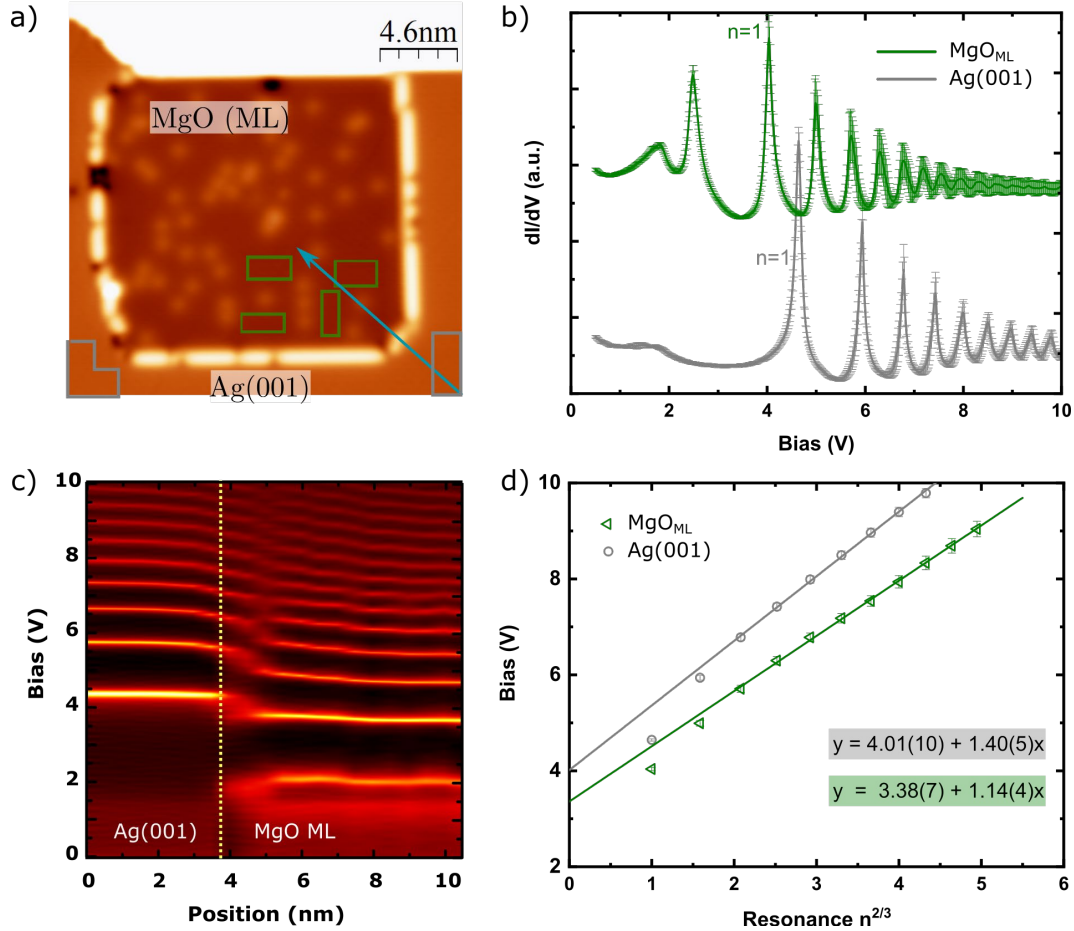 a)
4.6nm
MgO (ML)
Ag(001)
b)
n=1
MgO_ML
Ag(001)
n=1
dI/dV (a.u.)
0 2 4 6 8 10
Bias (V)
c)
10
8
6
4
2
0
Bias (V)
Ag(001) MgO ML
0 2 4 6 8 10
Position (nm)
d)
MgO_ML
Ag(001)
8
6
4
2
Bias (V)
y = 4.01(10) + 1.40(5)x
y = 3.38(7) + 1.14(4)x
0 1 2 3 4 5 6
Resonance n^2/3